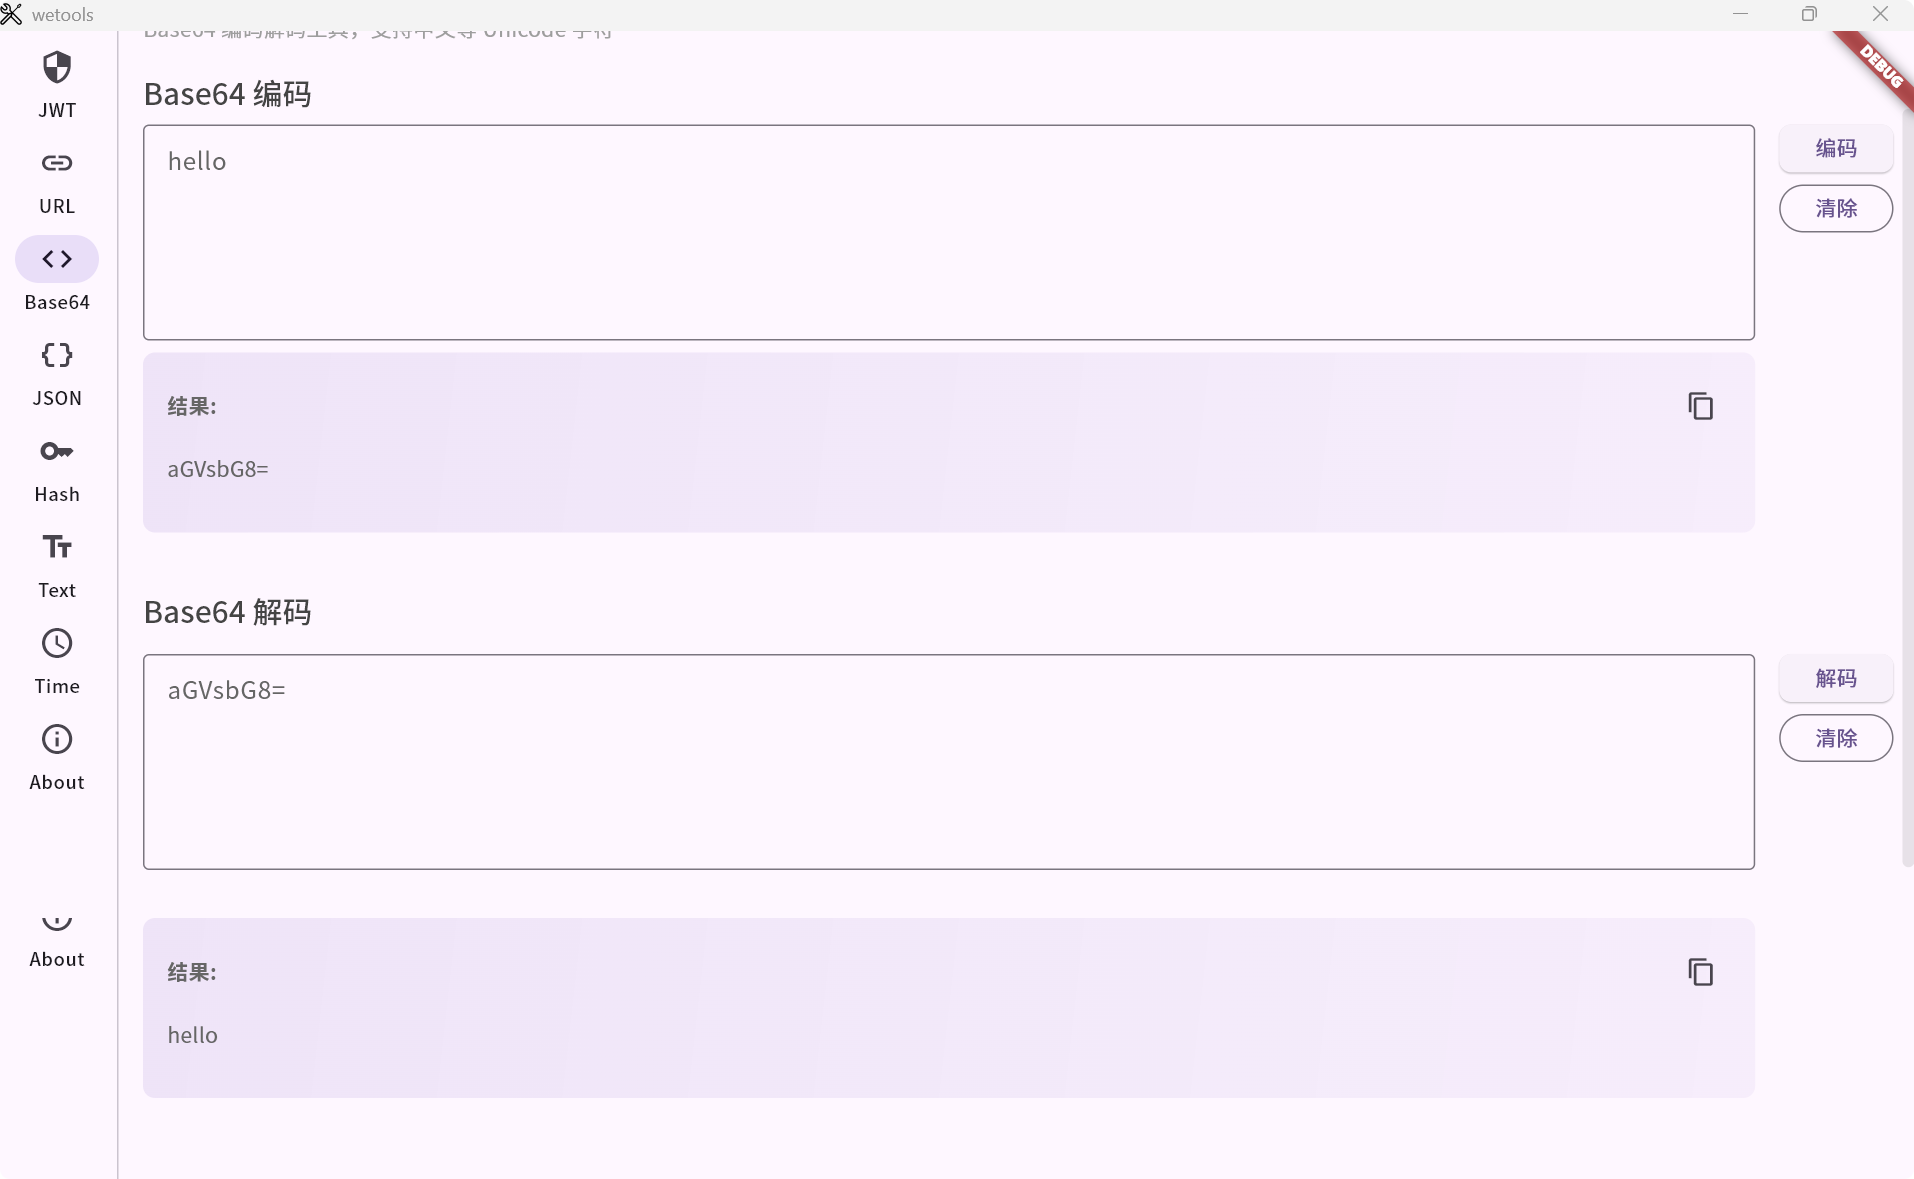 wetools
Base64 编码解码工具，支持中文等 Unicode 字符
DEBUG
JWT
URL
Base64
JSON
Hash
Text
Time
About
About
Base64 编码
hello
编码
清除
结果:
aGVsbG8=
Base64 解码
aGVsbG8=
解码
清除
结果:
hello